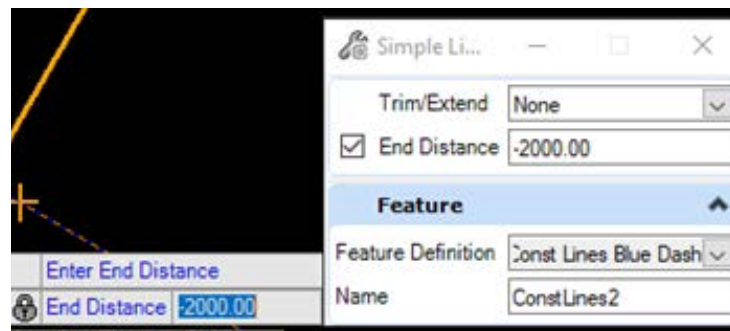 Simple Li...
Trim/Extend None
End Distance -2000.00
Feature
Feature Definition Const Lines Blue Dash
Name ConstLines2
Enter End Distance
End Distance -2000.00